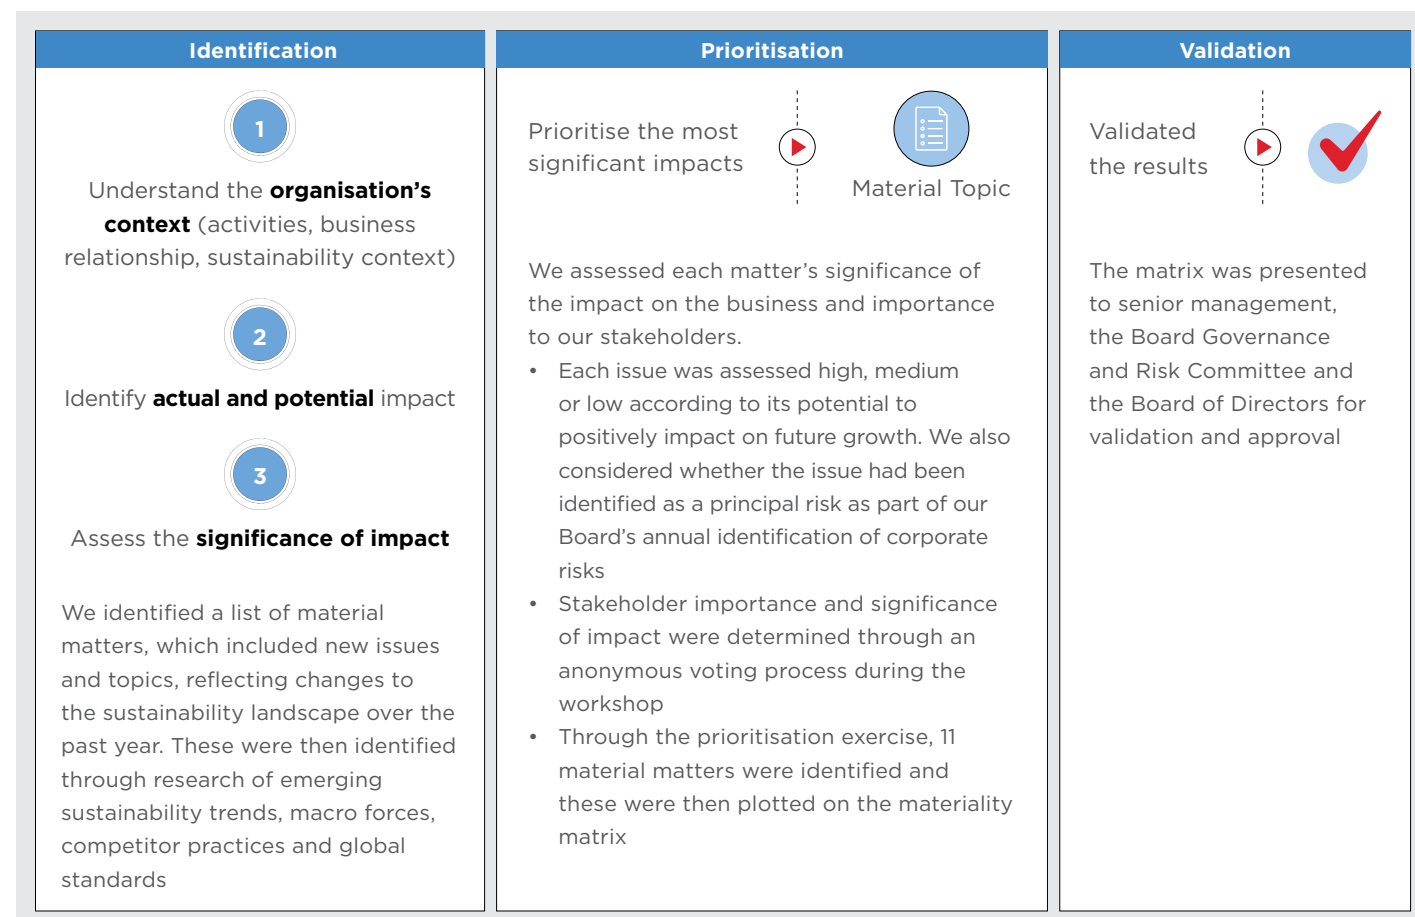 Identification
1
Understand the organisation’s
context (activities, business
relationship, sustainability context)
2
Identify actual and potential impact
3
Assess the significance of impact
We identified a list of material
matters, which included new issues
and topics, reflecting changes to
the sustainability landscape over the
past year. These were then identified
through research of emerging
sustainability trends, macro forces,
competitor practices and global
standards
Prioritisation
Prioritise the most
significant impacts
Material Topic
We assessed each matter’s significance of
the impact on the business and importance
to our stakeholders.
• Each issue was assessed high, medium
or low according to its potential to
positively impact on future growth. We also
considered whether the issue had been
identified as a principal risk as part of our
Board’s annual identification of corporate
risks
• Stakeholder importance and significance
of impact were determined through an
anonymous voting process during the
workshop
• Through the prioritisation exercise, 11
material matters were identified and
these were then plotted on the materiality
matrix
Validation
Validated
the results
The matrix was presented
to senior management,
the Board Governance
and Risk Committee and
the Board of Directors for
validation and approval